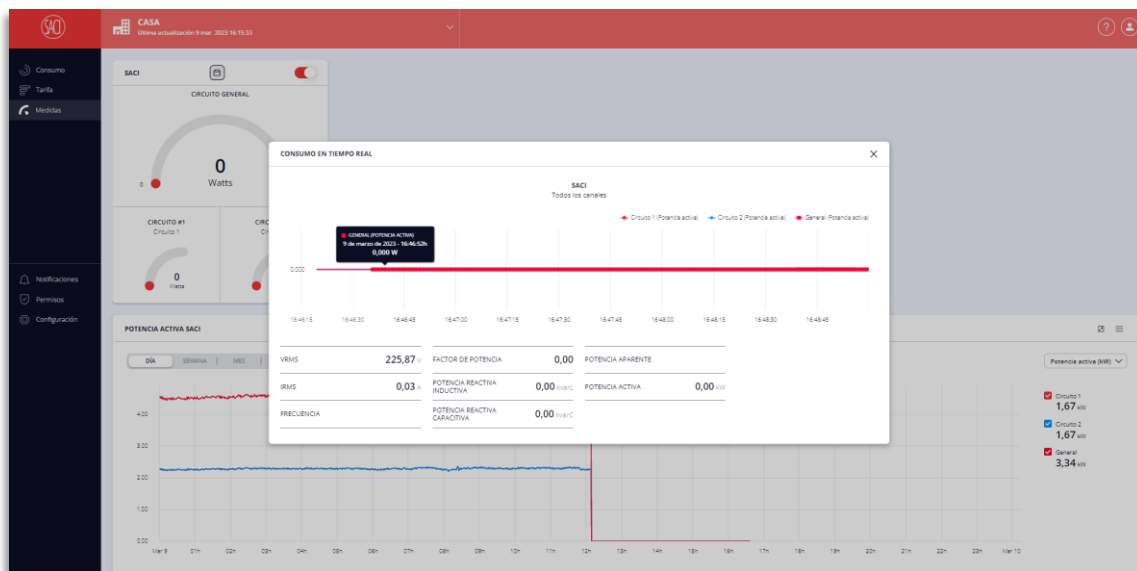 SACI
CASA
Última actualización 9 mar. 2023 16:15:33
?
Consumo
Tarifa
Medidas
Notificaciones
Permisos
Configuración
SACI
CIRCUITO GENERAL
0
0
Watts
CIRCUITO #1
Circuito 1
0
Watts
CONSUMO EN TIEMPO REAL
SACI
Todos los canales
Circuito 1 (Potencia activa) Circuito 2 (Potencia activa) General (Potencia activa)
GENERAL (POTENCIA ACTIVA)
9 de marzo de 2023 - 16:46:52h
0,000 W
0.000
16:46:15 16:46:30 16:46:45 16:47:00 16:47:15 16:47:30 16:47:45 16:48:00 16:48:15 16:48:30 16:48:45
VRMS 225,87 V FACTOR DE POTENCIA 0,00 POTENCIA APARENTE
IRMS 0,03 A POTENCIA REACTIVA INDUCTIVA 0,00 kvarL POTENCIA ACTIVA 0,00 kW
FRECUENCIA POTENCIA REACTIVA CAPACITIVA 0,00 kvarC
POTENCIA ACTIVA SACI
DÍA SEMANA MES
Potencia activa (kW)
4.00
3.00
2.00
1.00
0.00
Mar 9 01h 02h 03h 04h 05h 06h 07h 08h 09h 10h 11h 12h 13h 14h 15h 16h 17h 18h 19h 20h 21h 22h 23h Mar 10
Circuito 1
1,67 kW
Circuito 2
1,67 kW
General
3,34 kW